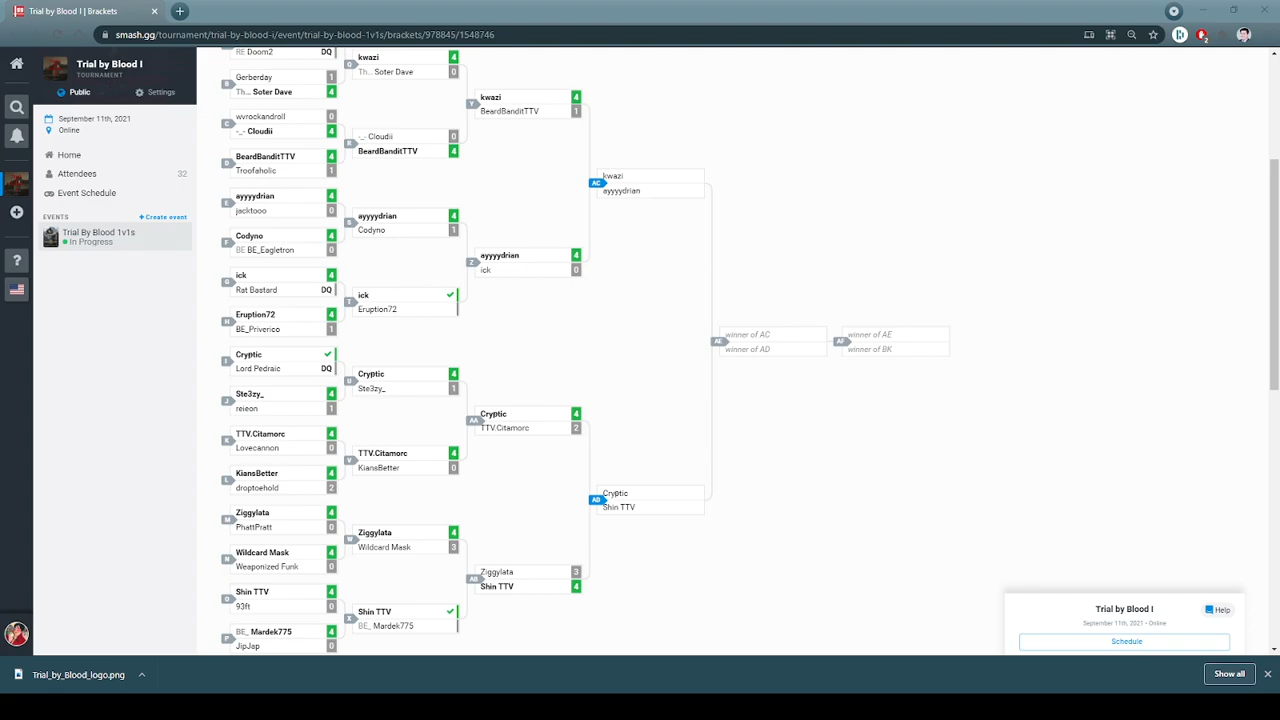 Trial by Blood I | Brackets
smash.gg/tournament/trial-by-blood-i/event/trial-by-blood-1v1s/brackets/978845/1548746
Trial by Blood I
TOURNAMENT
Public
Settings
September 11th, 2021
Online
Home
Attendees 32
Event Schedule
EVENTS
+ Create event
Trial By Blood 1v1s
In Progress
RE Doom2 DQ
B
Gerberday 1
Th... Soter Dave 4
C
wvrockandroll 0
-_- Cloudii 4
D
BeardBanditTTV 4
Troofaholic 1
E
ayyyydrian 4
jacktooo 0
F
Codyno 4
BE BE_Eagletron 0
G
ick 4
Rat Bastard DQ
H
Eruption72 4
BE_Priverico 1
I
Cryptic
Lord Pedraic DQ
J
Ste3zy_ 4
reieon 1
K
TTV.Citamorc 4
Lovecannon 0
L
KiansBetter 4
droptoehold 2
M
Ziggylata 4
PhattPratt 0
N
Wildcard Mask 4
Weaponized Funk 0
O
Shin TTV 4
93ft 0
P
BE_ Mardek775 4
JipJap 0
Q
kwazi 4
Th... Soter Dave 0
R
-_- Cloudii 0
BeardBanditTTV 4
S
ayyyydrian 4
Codyno 1
T
ick
Eruption72
U
Cryptic 4
Ste3zy_ 1
V
TTV.Citamorc 4
KiansBetter 0
W
Ziggylata 4
Wildcard Mask 3
X
Shin TTV
BE_ Mardek775
Y
kwazi 4
BeardBanditTTV 1
Z
ayyyydrian 4
ick 0
AA
Cryptic 4
TTV.Citamorc 2
AB
Ziggylata 3
Shin TTV 4
AC
kwazi
ayyyydrian
AD
Cryptic
Shin TTV
AE
winner of AC
winner of AD
AF
winner of AE
winner of BK
Trial by Blood I
Help
September 11th, 2021 - Online
Schedule
Trial_by_Blood_logo.png
Show all